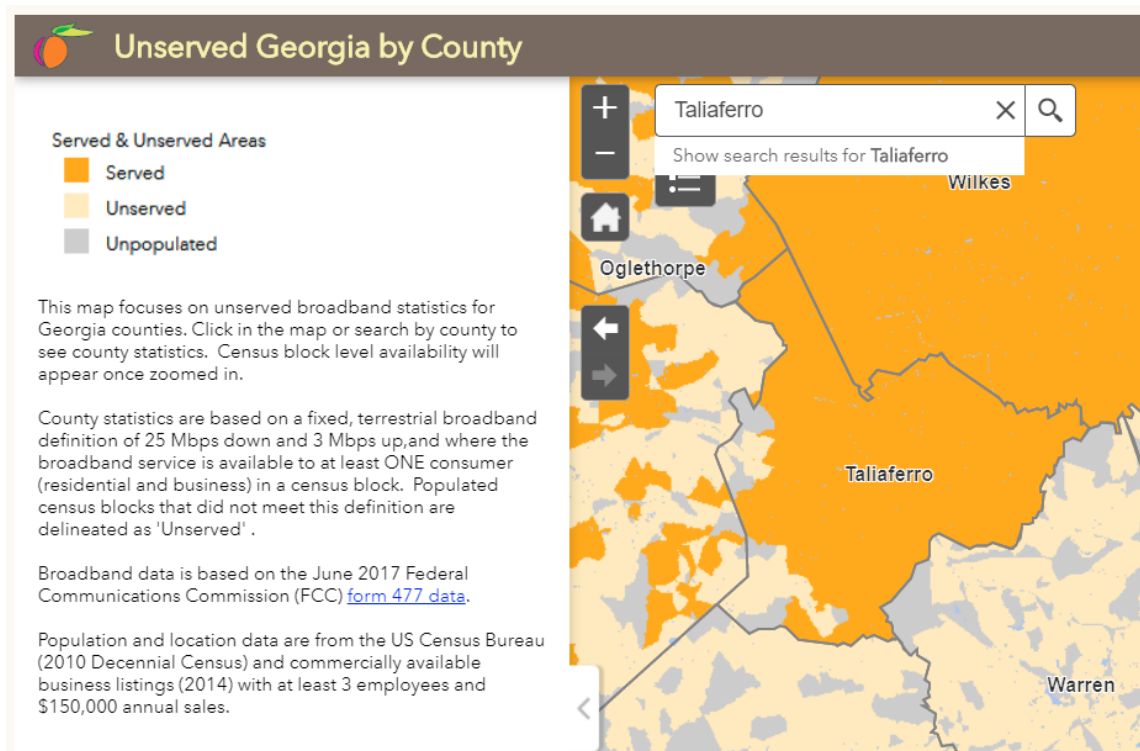 Unserved Georgia by County
Served & Unserved Areas
Served
Unserved
Unpopulated
This map focuses on unserved broadband statistics for
Georgia counties. Click in the map or search by county to
see county statistics.  Census block level availability will
appear once zoomed in.
County statistics are based on a fixed, terrestrial broadband
definition of 25 Mbps down and 3 Mbps up,and where the
broadband service is available to at least ONE consumer
(residential and business) in a census block.  Populated
census blocks that did not meet this definition are
delineated as 'Unserved' .
Broadband data is based on the June 2017 Federal
Communications Commission (FCC) form 477 data.
Population and location data are from the US Census Bureau
(2010 Decennial Census) and commercially available
business listings (2014) with at least 3 employees and
$150,000 annual sales.
Taliaferro
Show search results for Taliaferro
Wilkes
Oglethorpe
Taliaferro
Warren